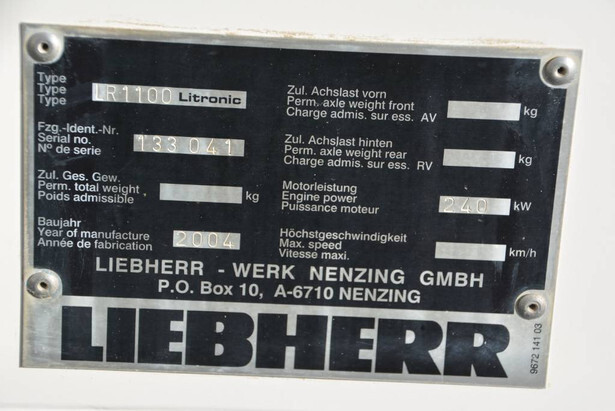 Type
Type
Type LR1100 Litronic
Fzg.-Ident.-Nr.
Serial no.
Nº de serie 133 041
Zul. Ges. Gew.
Perm. total weight
Poids admissible kg
Baujahr
Year of manufacture
Année de fabrication 2004
Zul. Achslast vorn
Perm. axle weight front
Charge admis. sur ess. AV kg
Zul. Achslast hinten
Perm. axle weight rear
Charge admis. sur ess. RV kg
Motorleistung
Engine power
Puissance moteur 240 kW
Höchstgeschwindigkeit
Max. speed
Vitesse maxi. km/h
LIEBHERR - WERK NENZING GMBH
P.O. Box 10, A-6710 NENZING
LIEBHERR
9672 141 03